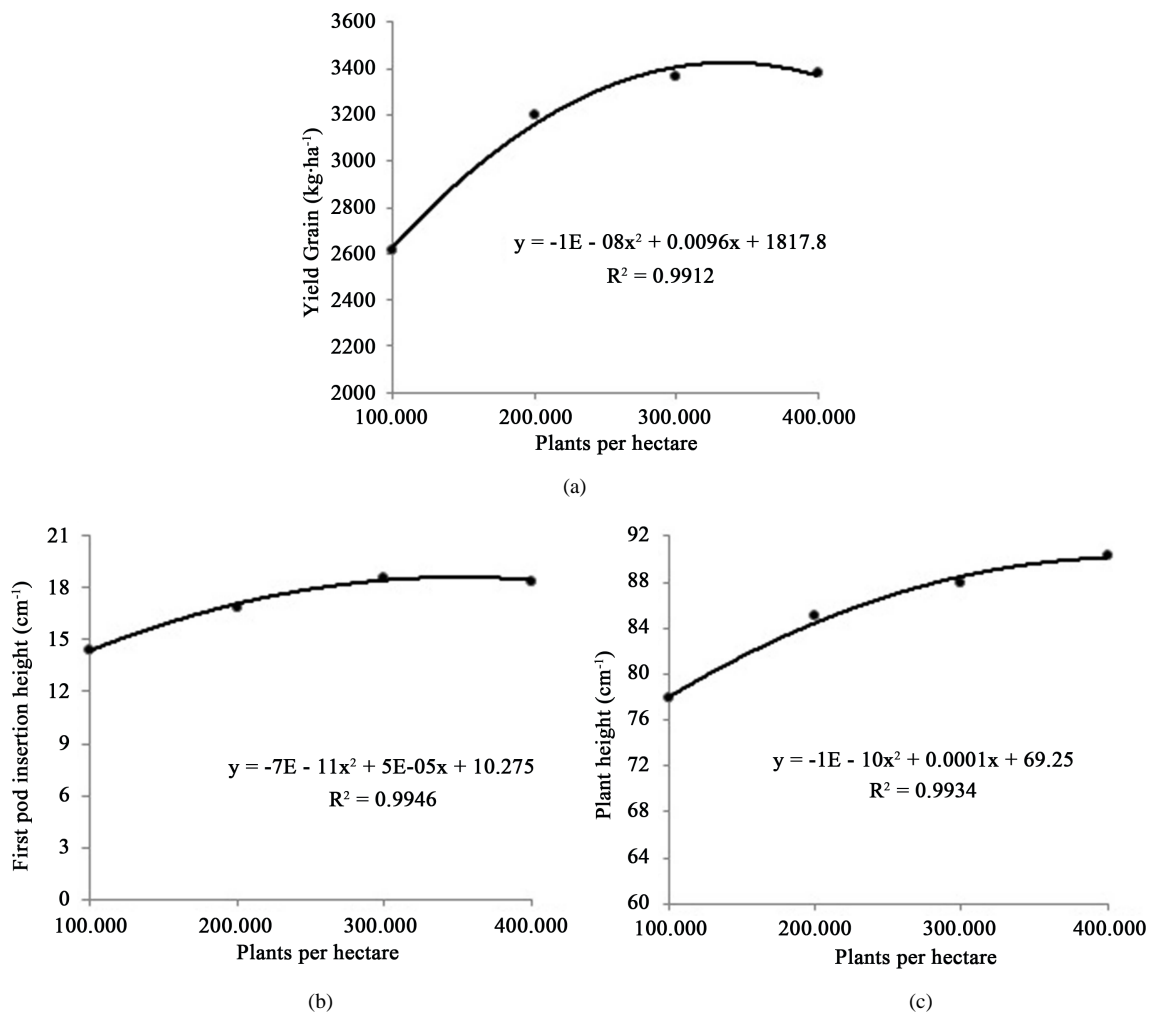 3600
3400
3200
3000
2800
2600
2400
2200
2000
Yield Grain (kg·ha⁻¹)
y = -1E - 08x² + 0.0096x + 1817.8
R² = 0.9912
100.000 200.000 300.000 400.000
Plants per hectare
(a)
21
18
15
12
9
6
3
0
First pod insertion height (cm⁻¹)
y = -7E - 11x² + 5E-05x + 10.275
R² = 0.9946
100.000 200.000 300.000 400.000
Plants per hectare
(b)
92
88
84
80
76
72
68
64
60
Plant height (cm⁻¹)
y = -1E - 10x² + 0.0001x + 69.25
R² = 0.9934
100.000 200.000 300.000 400.000
Plants per hectare
(c)